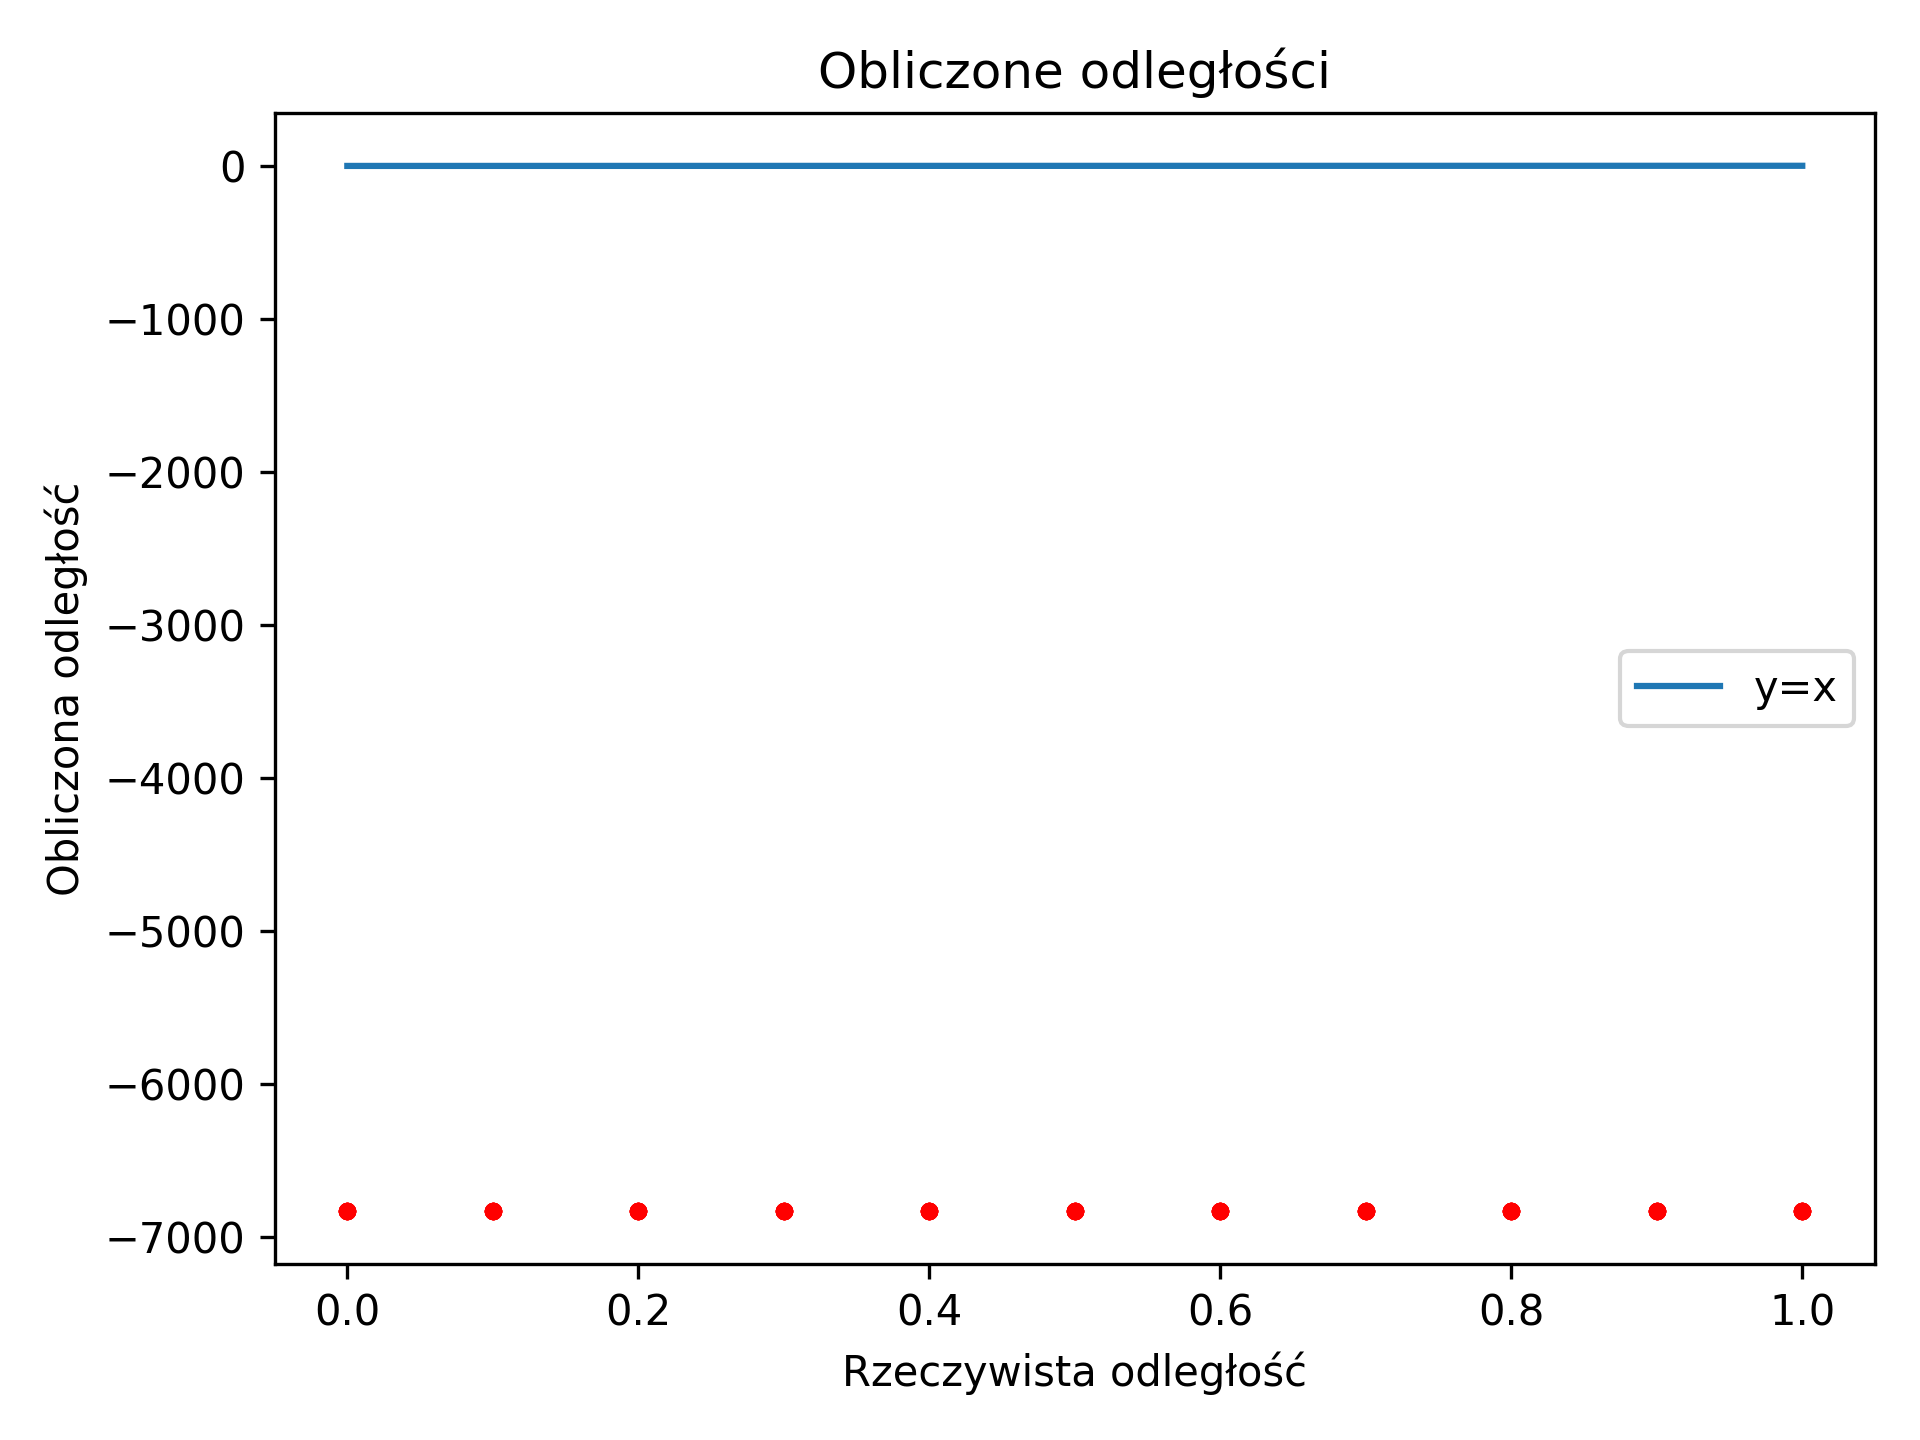 Obliczone odległości
0
−1000
−2000
−3000
−4000
−5000
−6000
−7000
Obliczona odległość
y=x
0.0 0.2 0.4 0.6 0.8 1.0
Rzeczywista odległość